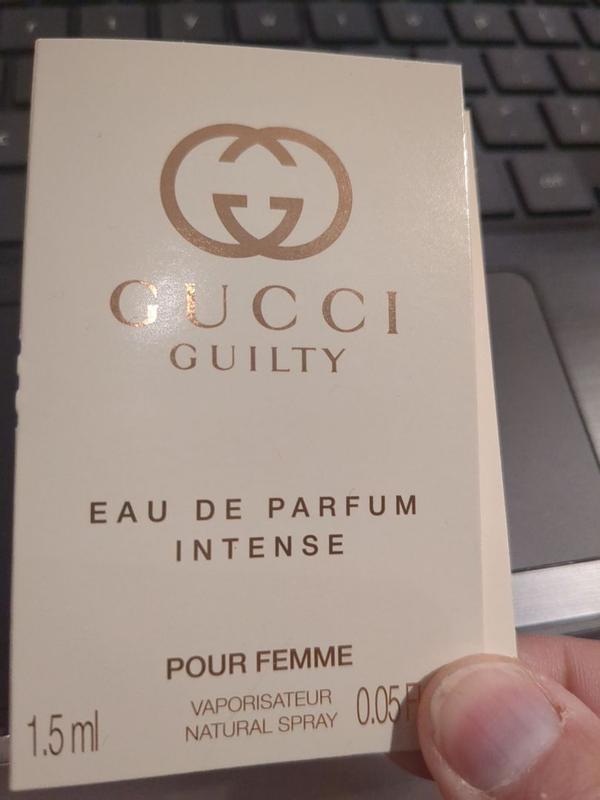 GUCCI
GUILTY
EAU DE PARFUM
INTENSE
POUR FEMME
VAPORISATEUR
NATURAL SPRAY
1.5 ml
0.05